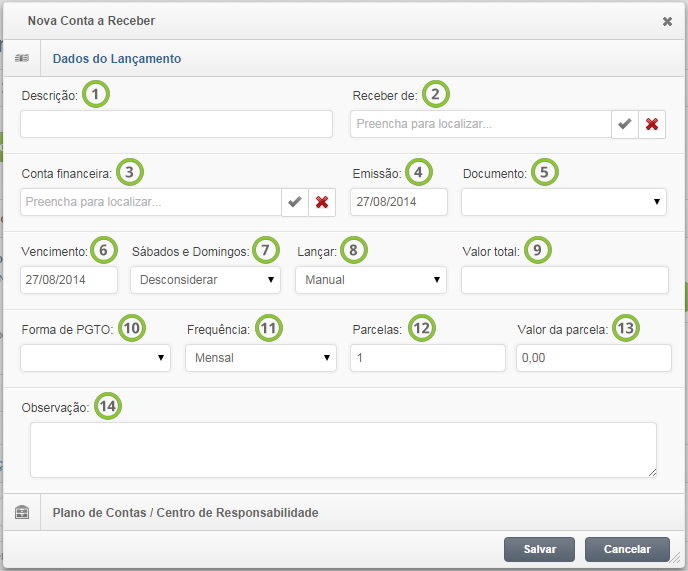 Nova Conta a Receber
Dados do Lançamento
Descrição: 1 Receber de: 2
Preencha para localizar...
Conta financeira: 3 Emissão: 4 Documento: 5
Preencha para localizar... 27/08/2014
Vencimento: 6 Sábados e Domingos: 7 Lançar: 8 Valor total: 9
27/08/2014 Desconsiderar Manual
Forma de PGTO: 10 Frequência: 11 Parcelas: 12 Valor da parcela: 13
Mensal 1 0,00
Observação: 14
Plano de Contas / Centro de Responsabilidade
Salvar Cancelar